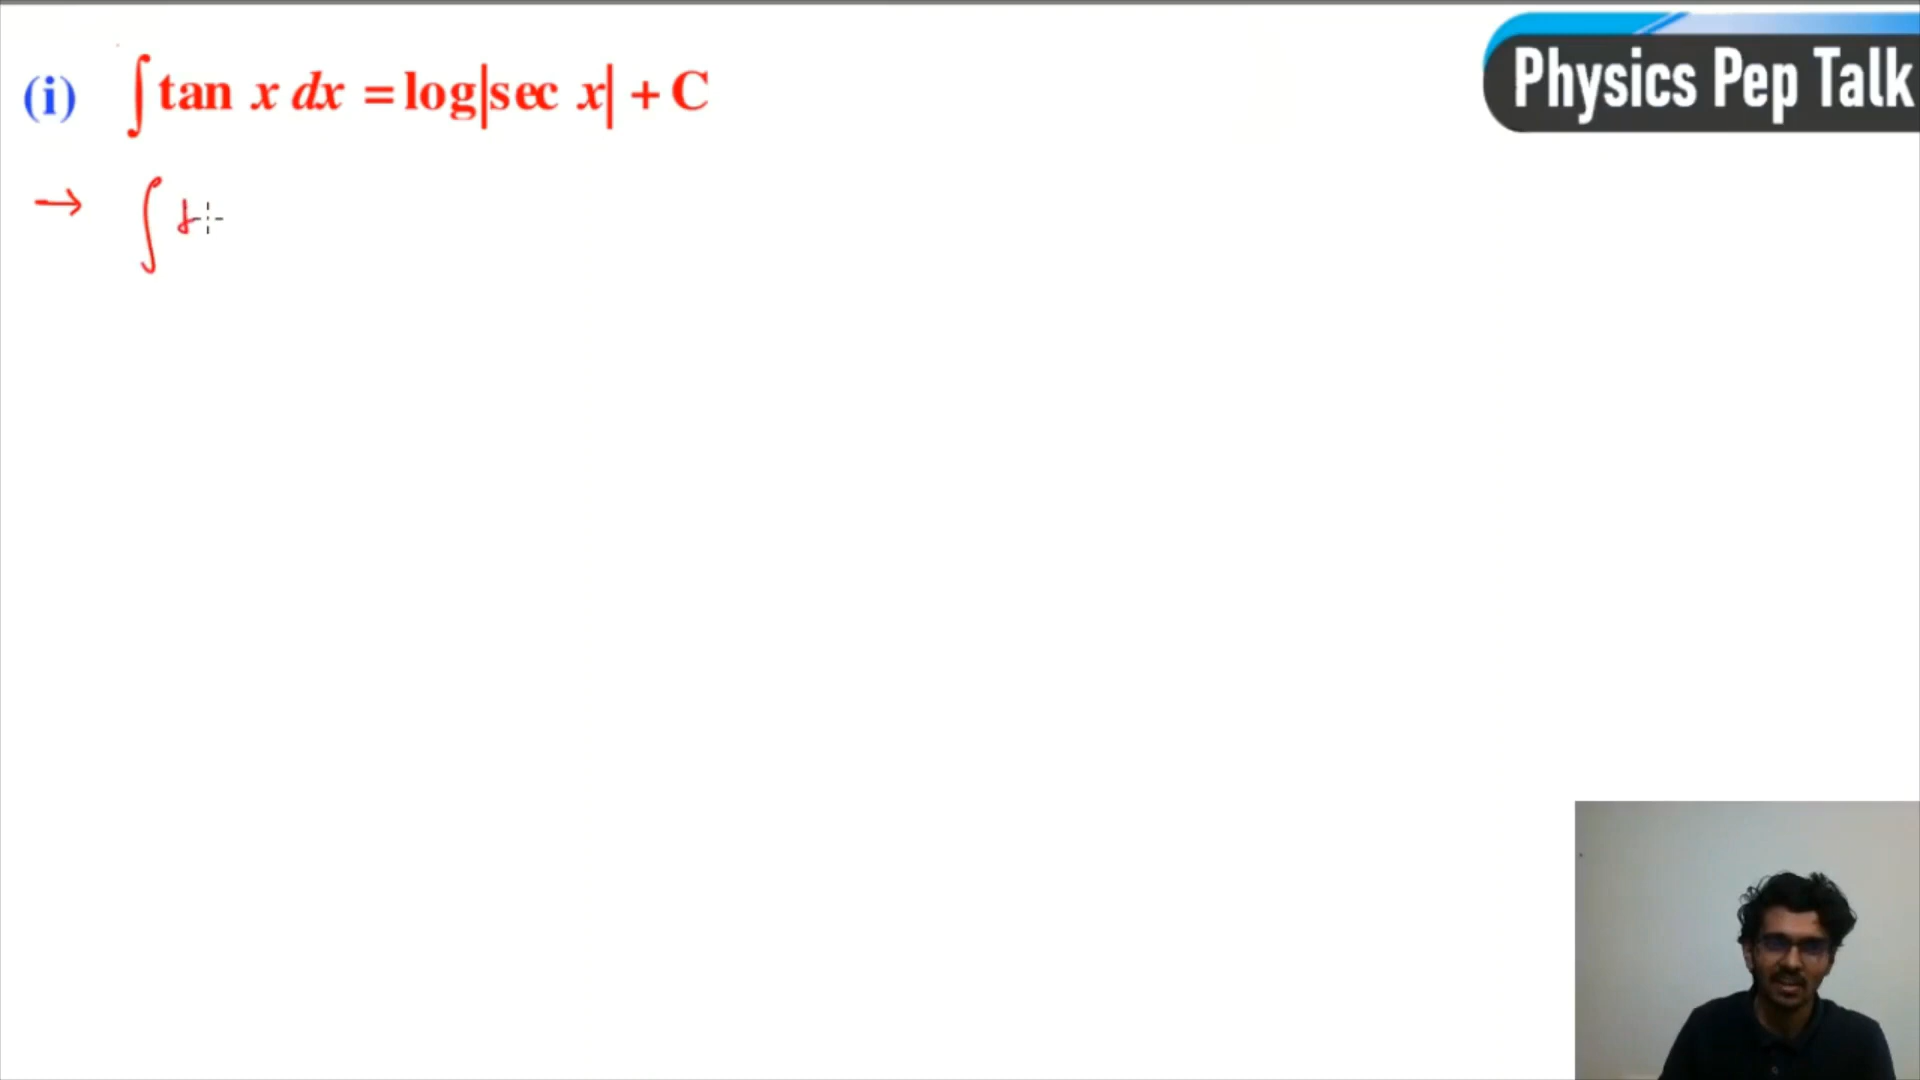 Physics Pep Talk
(i) ∫ tan x dx = log|sec x| + C
→ ∫ t